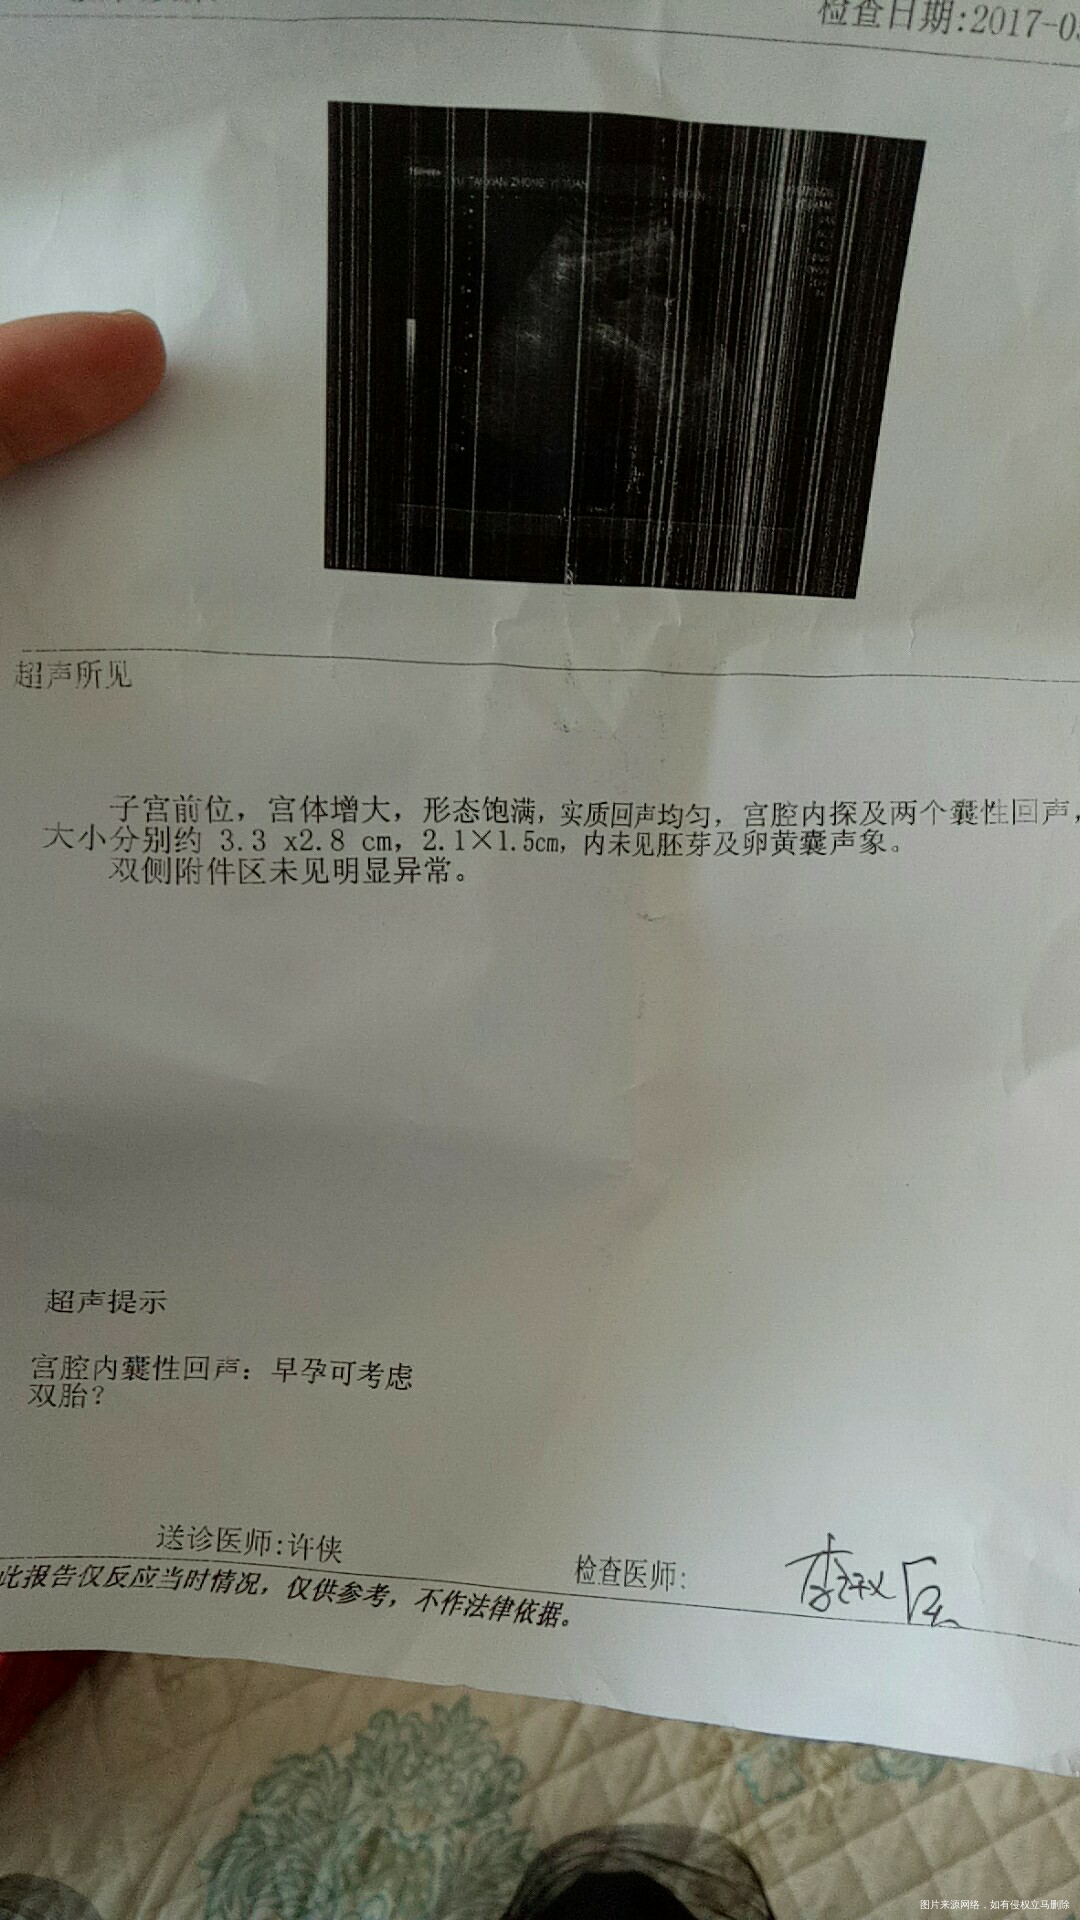 检查日期:2017-0
ZHONG YI YUAN
超声所见
子宫前位，宫体增大，形态饱满，实质回声均匀，宫腔内探及两个囊性回声，
大小分别约 3.3 x2.8 cm，2.1×1.5cm，内未见胚芽及卵黄囊声象。
双侧附件区未见明显异常。
超声提示
宫腔内囊性回声：早孕可考虑
双胎？
送诊医师:许侠
检查医师:
此报告仅反应当时情况，仅供参考，不作法律依据。
图片来源网络，如有侵权立马删除